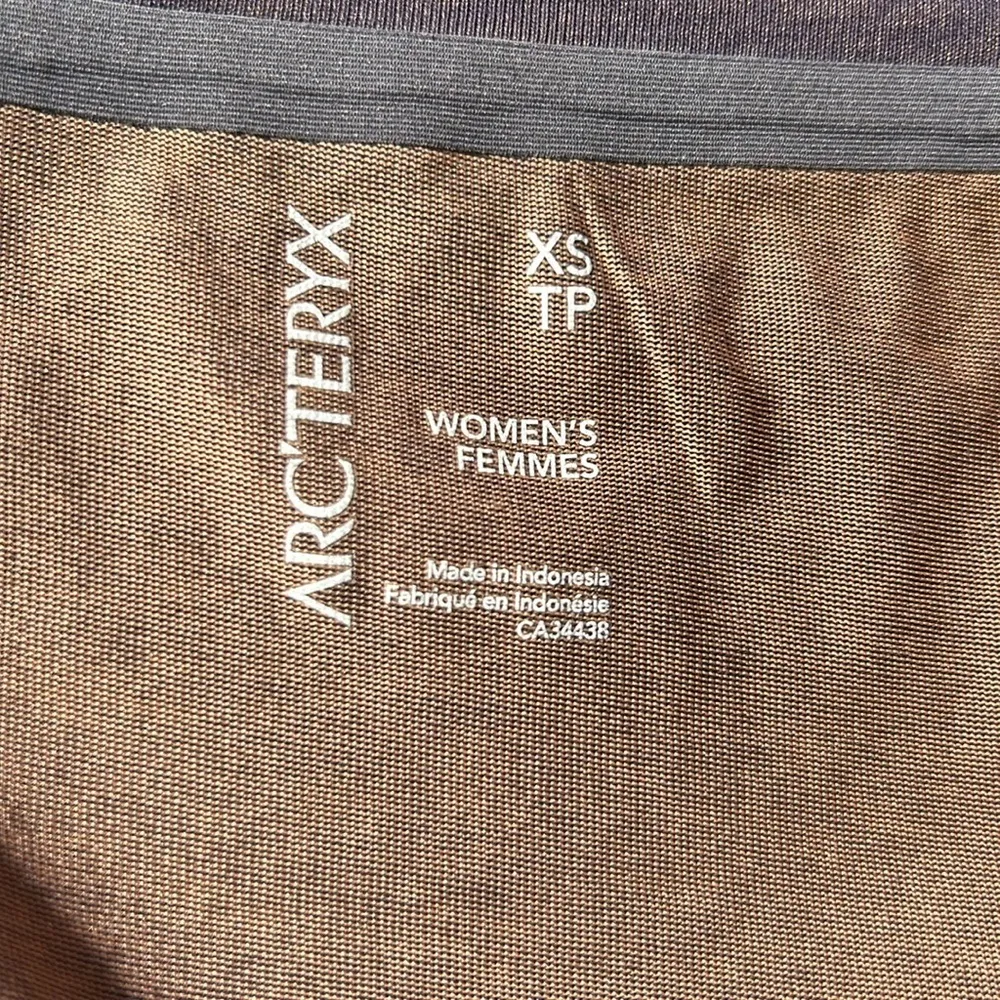 ARC'TERYX
XS
TP
WOMEN'S
FEMMES
Made in Indonesia
Fabriqué en Indonésie
CA34438